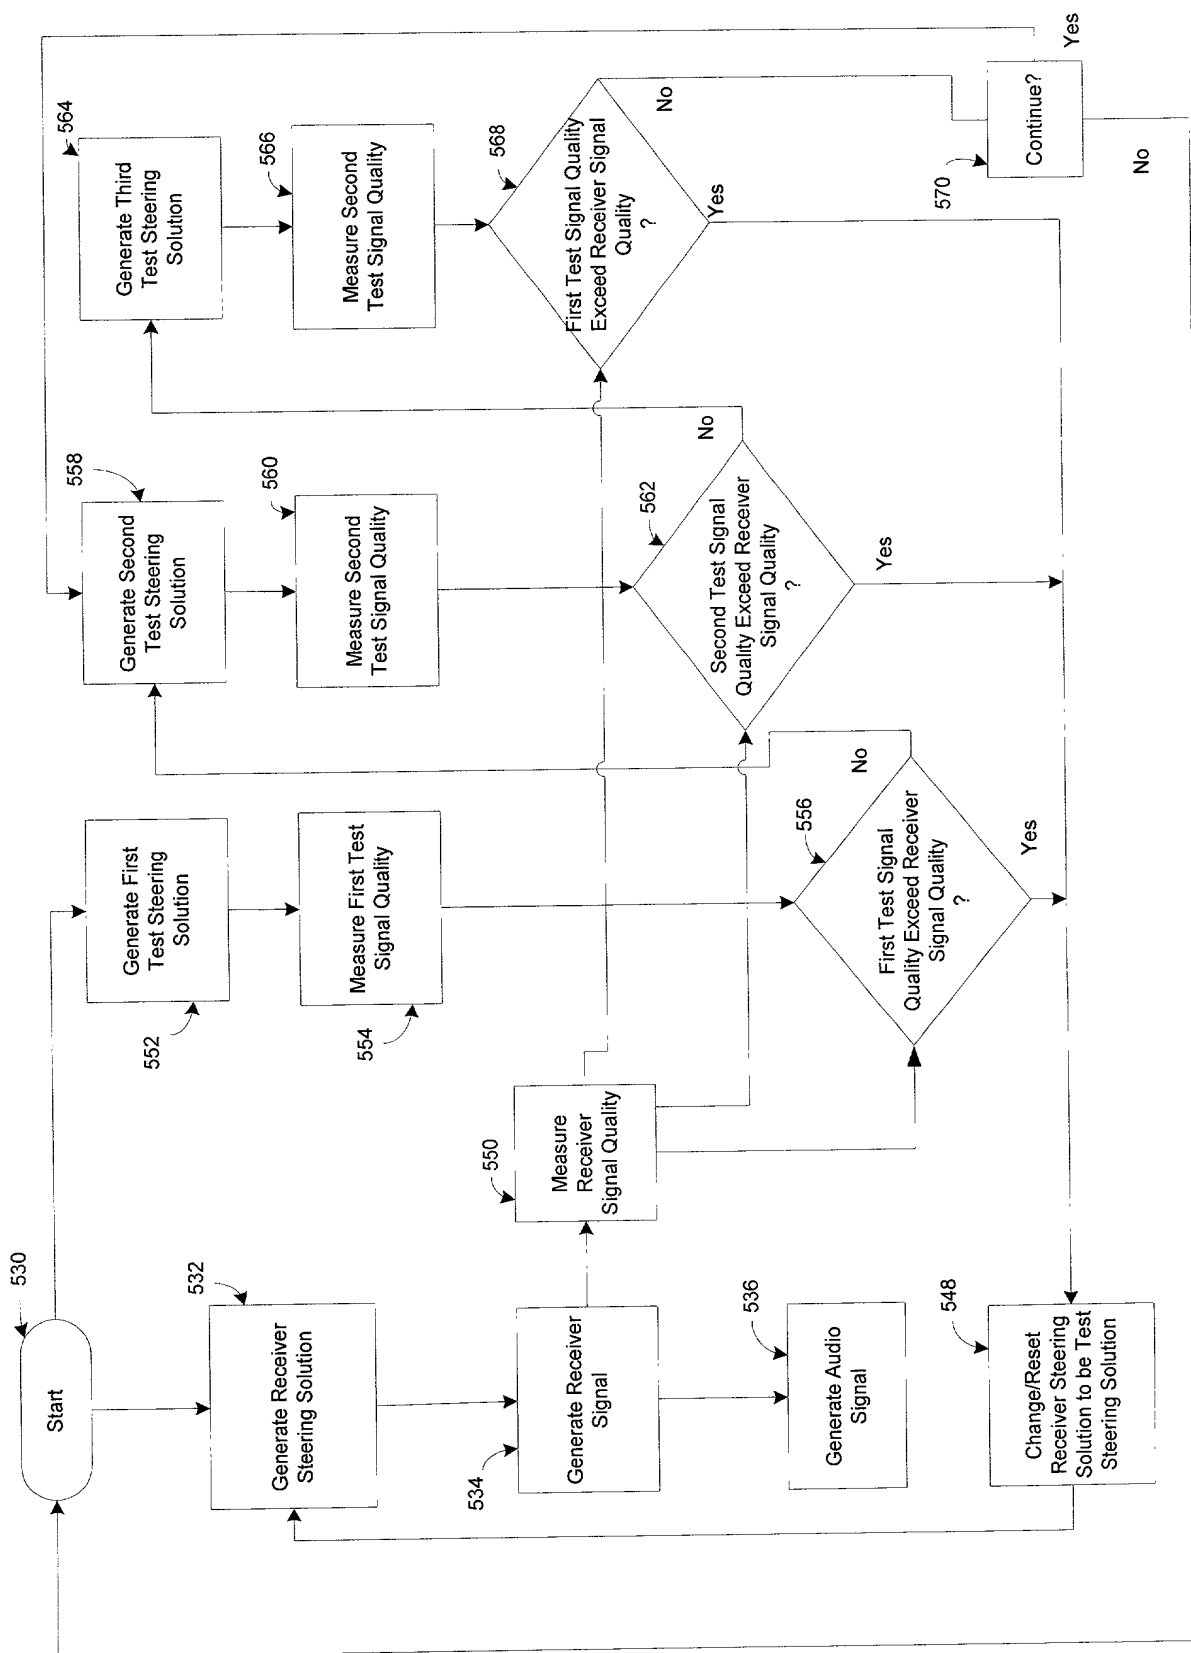 530
Start
532
Generate Receiver
Steering Solution
534
Generate Receiver
Signal
536
Generate Audio
Signal
548
Change/Reset
Receiver Steering
Solution to be Test
Steering Solution
550
Measure
Receiver
Signal Quality
552
Generate First
Test Steering
Solution
554
Measure First Test
Signal Quality
556
First Test Signal
Quality Exceed Receiver
Signal Quality
?
No
Yes
558
Generate Second
Test Steering
Solution
560
Measure Second
Test Signal Quality
562
Second Test Signal
Quality Exceed Receiver
Signal Quality
?
No
Yes
564
Generate Third
Test Steering
Solution
566
Measure Second
Test Signal Quality
568
First Test Signal Quality
Exceed Receiver Signal
Quality
?
No
Yes
570
Continue?
Yes
No